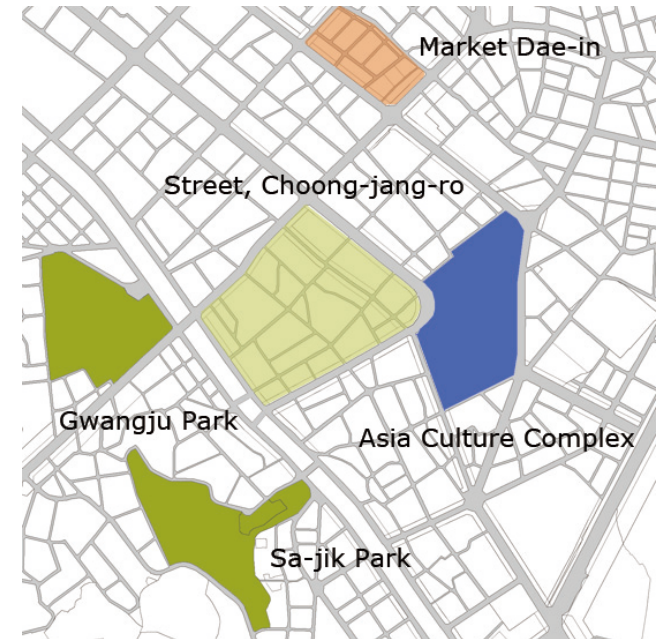 Market Dae-in
Street, Choong-jang-ro
Gwangju Park
Asia Culture Complex
Sa-jik Park